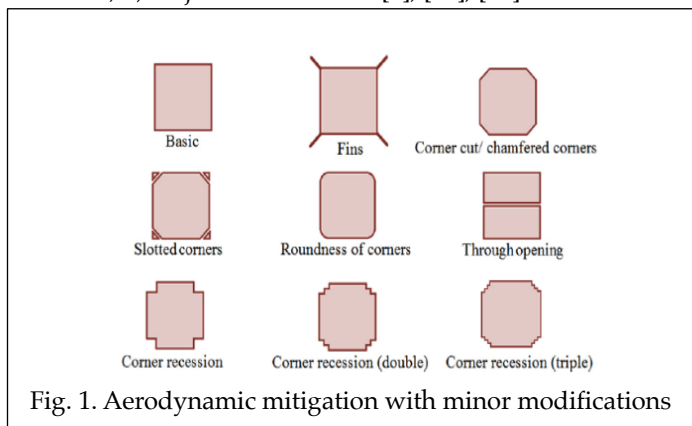 Basic
Fins
Corner cut/ chamfered corners
Slotted corners
Roundness of corners
Through opening
Corner recession
Corner recession (double)
Corner recession (triple)
Fig. 1. Aerodynamic mitigation with minor modifications